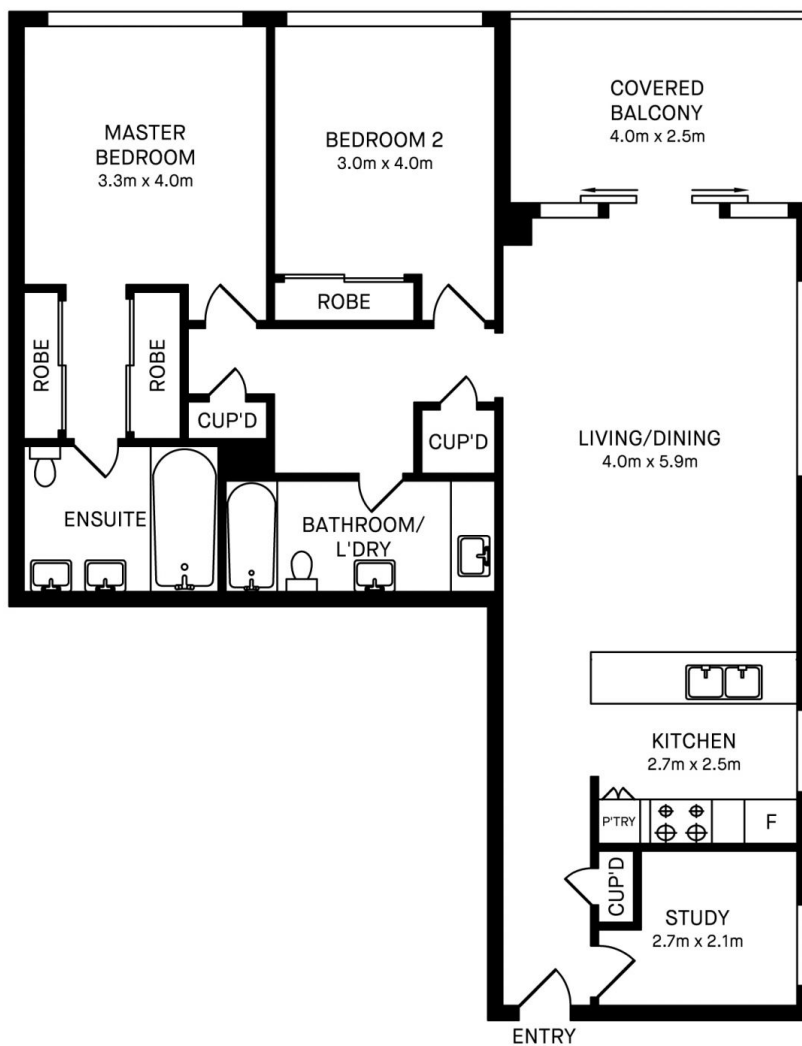 MASTER
BEDROOM
3.3m x 4.0m
BEDROOM 2
3.0m x 4.0m
COVERED
BALCONY
4.0m x 2.5m
ROBE
ROBE
ROBE
CUP'D
CUP'D
LIVING/DINING
4.0m x 5.9m
ENSUITE
BATHROOM/
L'DRY
KITCHEN
2.7m x 2.5m
P'TRY
F
CUP'D
STUDY
2.7m x 2.1m
ENTRY